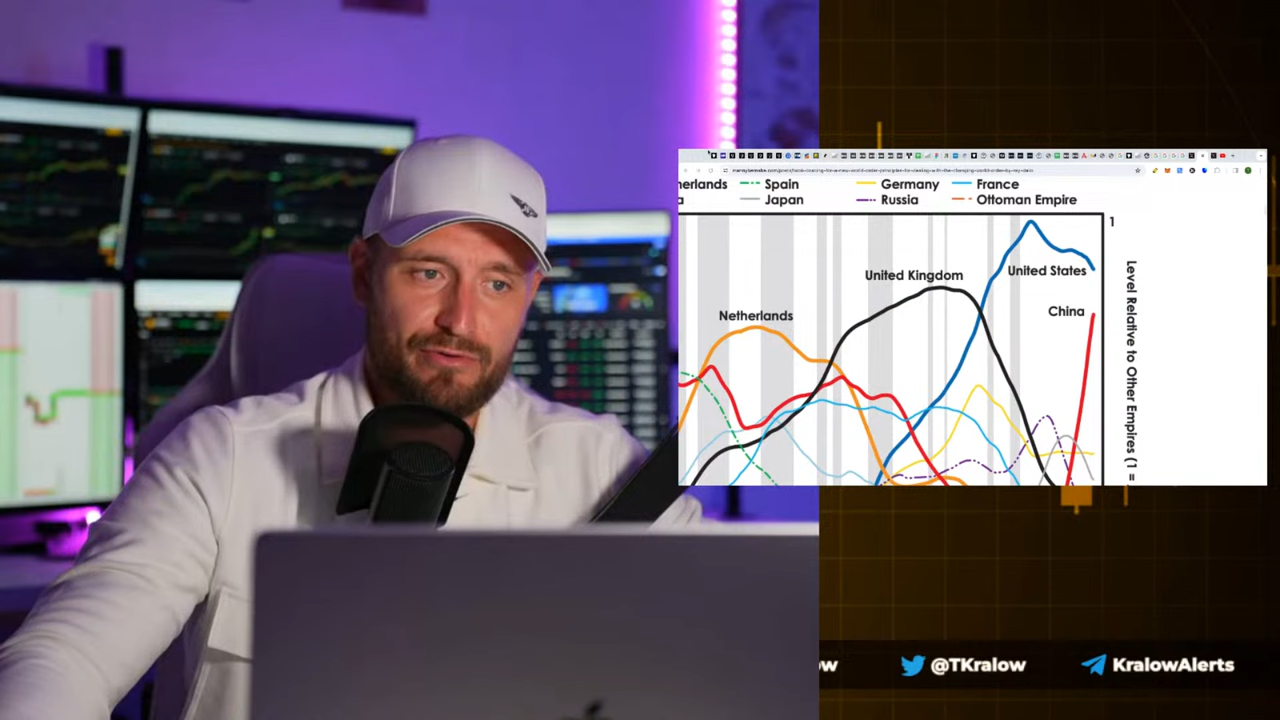 herlands Spain Germany France
a Japan Russia Ottoman Empire
1
United Kingdom
United States
Netherlands
China
Level Relative to Other Empires (1 =
w @TKralow KralowAlerts